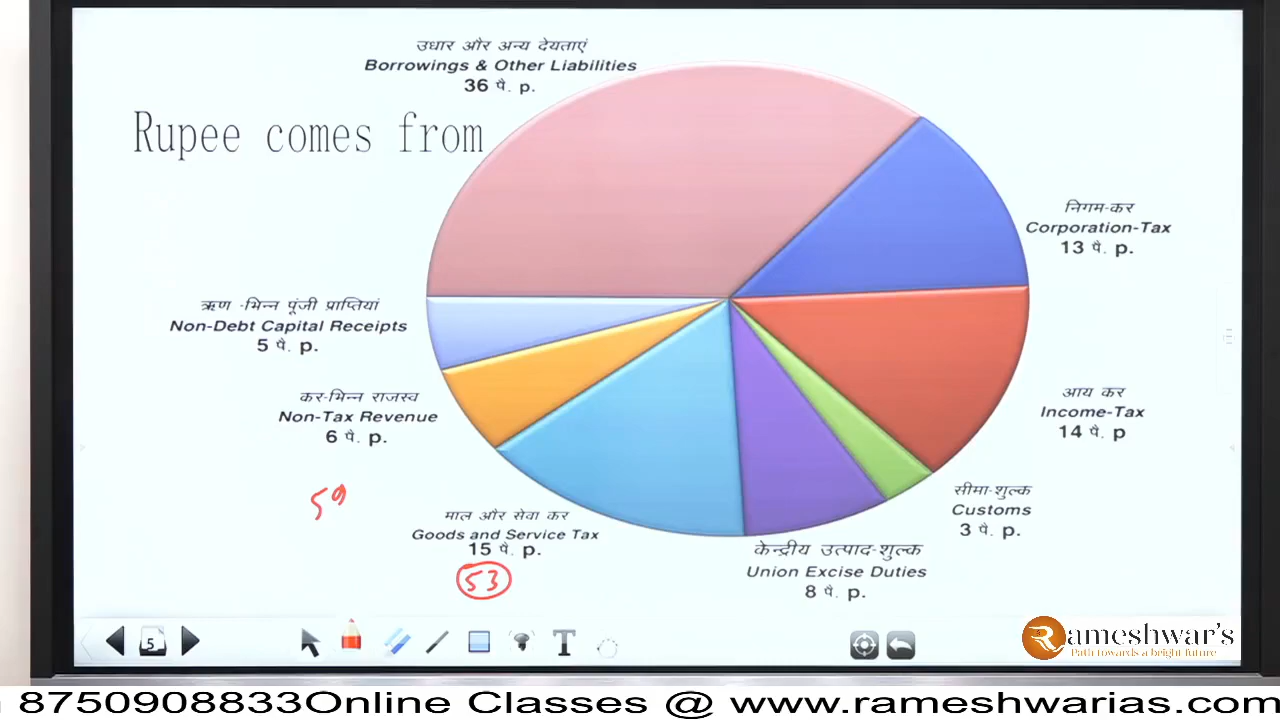 उधार और अन्य देयताएं
Borrowings & Other Liabilities
36 पै. p.
Rupee comes from
निगम-कर
Corporation-Tax
13 पै. p.
ऋण -भिन्न पूंजी प्राप्तियां
Non-Debt Capital Receipts
5 पै. p.
कर-भिन्न राजस्व
Non-Tax Revenue
6 पै. p.
आय कर
Income-Tax
14 पै. p
59
माल और सेवा कर
Goods and Service Tax
15 पै. p.
53
सीमा-शुल्क
Customs
3 पै. p.
केन्द्रीय उत्पाद-शुल्क
Union Excise Duties
8 पै. p.
5
T
Rameshwar's
Path towards a bright future
8750908833Online Classes @ www.rameshwarias.com